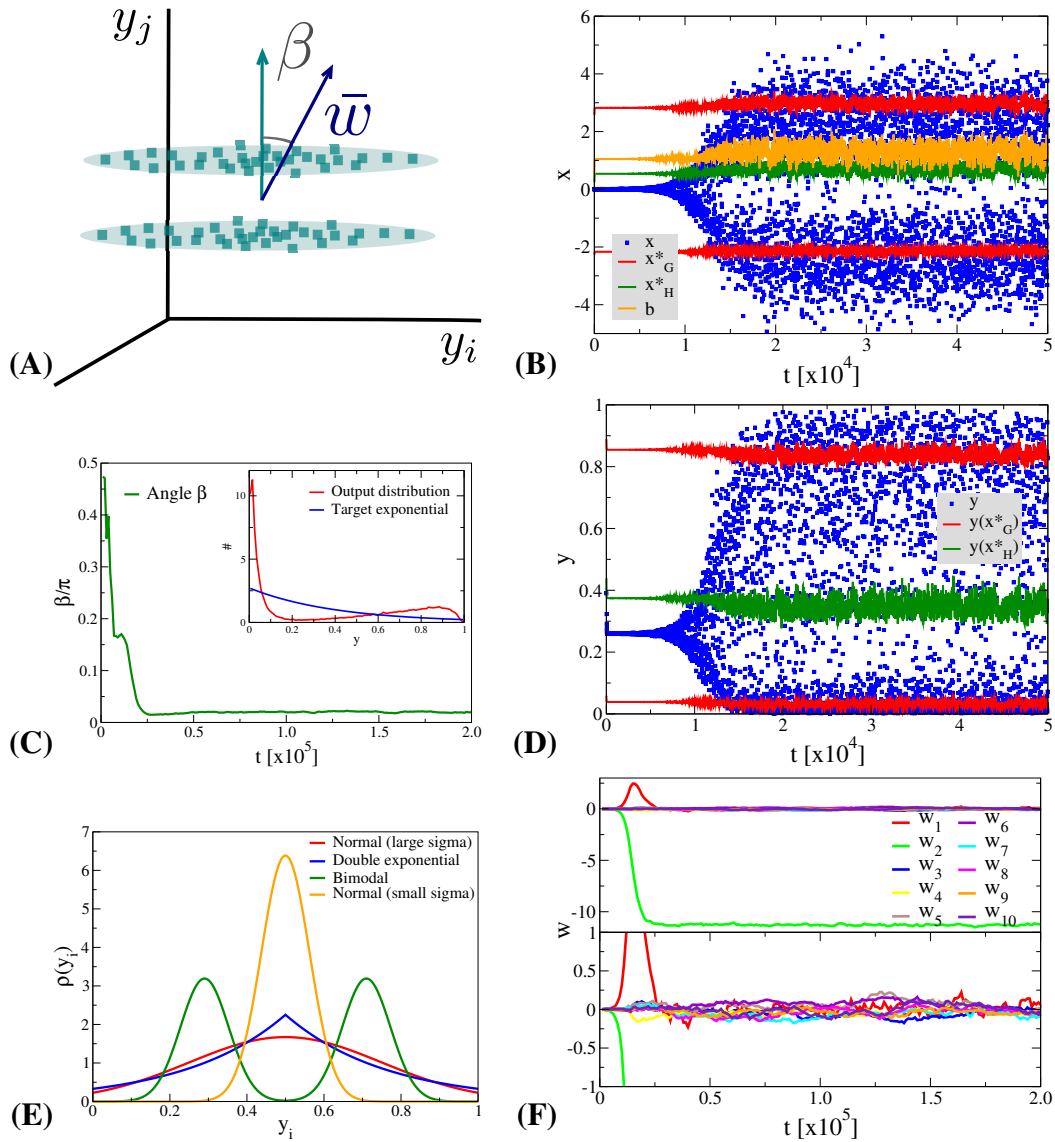 y_j
β
w̄
y_i
(A)
6
4
2
0
-2
-4
x
x
x*_G
x*_H
b
0
1
2
3
4
5
t [x10^4]
(B)
0.5
0.4
0.3
0.2
0.1
0
β/π
Angle β
10
5
0
#
Output distribution
Target exponential
0
0.2
0.4
0.6
0.8
1
y
0
0.5
1.0
1.5
2.0
t [x10^5]
(C)
1
0.8
0.6
0.4
0.2
0
y
y
y(x*_G)
y(x*_H)
0
1
2
3
4
5
t [x10^4]
(D)
7
6
5
4
3
2
1
0
ρ(y_i)
Normal (large sigma)
Double exponential
Bimodal
Normal (small sigma)
0
0.2
0.4
0.6
0.8
1
y_i
(E)
0
-5
-10
w
w_1
w_2
w_3
w_4
w_5
w_6
w_7
w_8
w_9
w_10
1
0.5
0
-0.5
-1
0
0.5
1.0
1.5
2.0
t [x10^5]
(F)